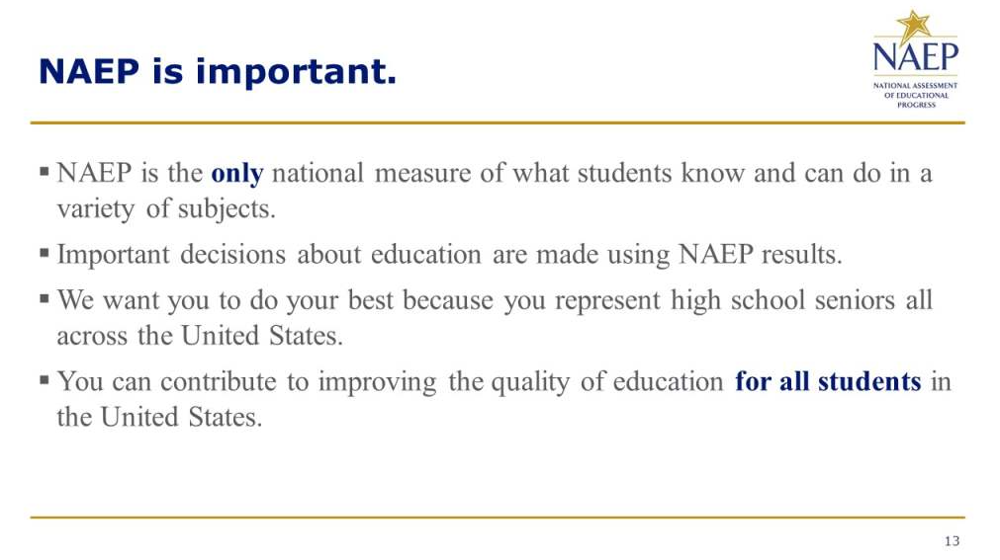 NAEP is important.
NAEP
NATIONAL ASSESSMENT
OF EDUCATIONAL
PROGRESS
▪ NAEP is the only national measure of what students know and can do in a
variety of subjects.
▪ Important decisions about education are made using NAEP results.
▪ We want you to do your best because you represent high school seniors all
across the United States.
▪ You can contribute to improving the quality of education for all students in
the United States.
13